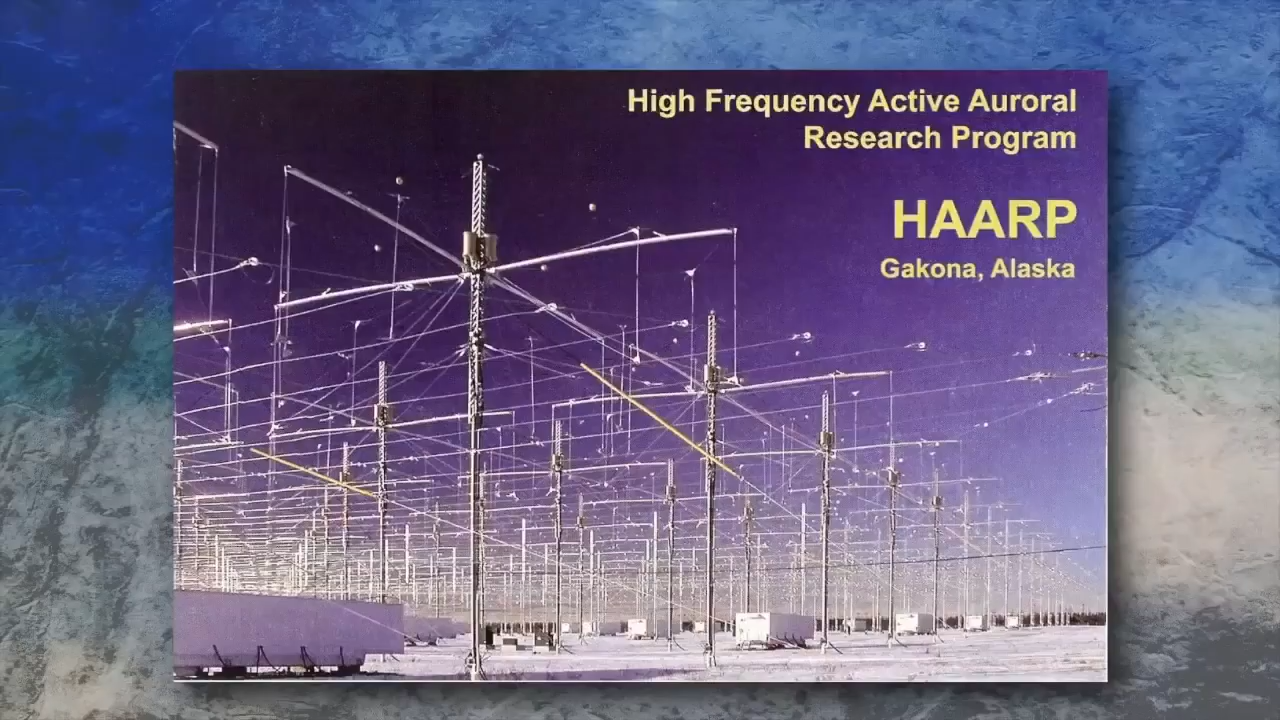 High Frequency Active Auroral
Research Program
HAARP
Gakona, Alaska